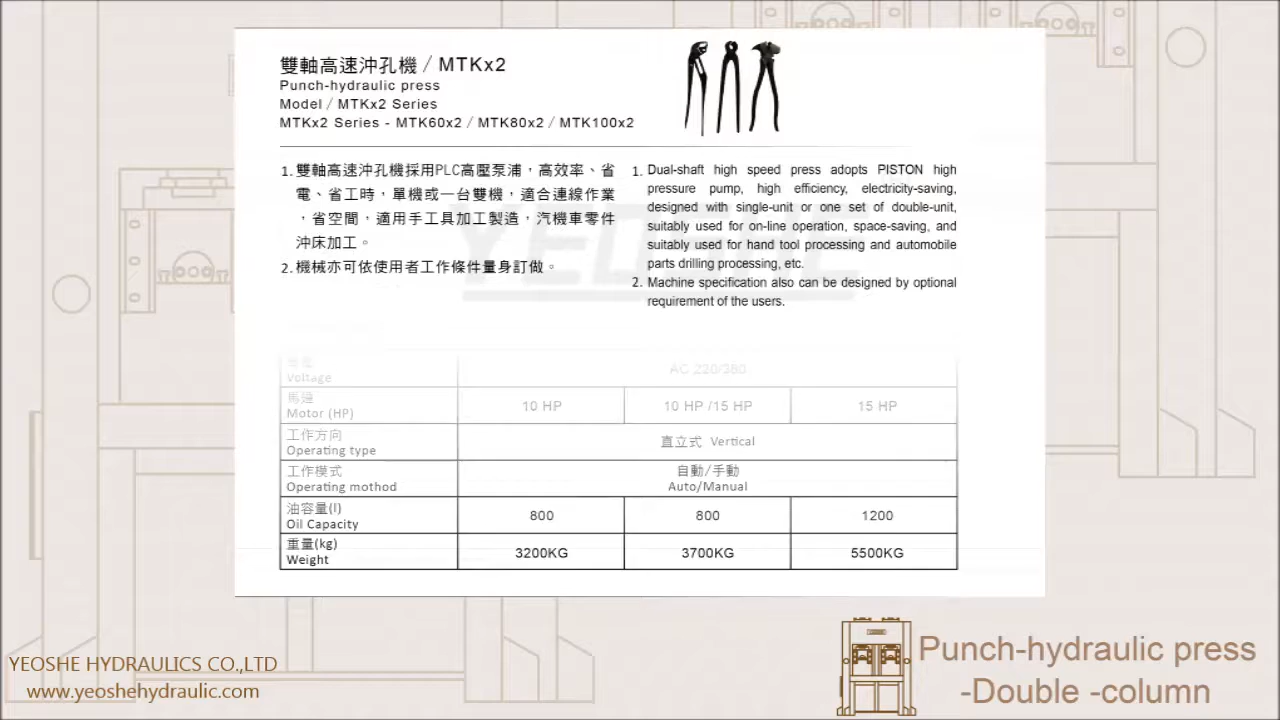 雙軸高速沖孔機 / MTKx2
Punch-hydraulic press
Model / MTKx2 Series
MTKx2 Series - MTK60x2 / MTK80x2 / MTK100x2
1. 雙軸高速沖孔機採用PLC高壓泵浦，高效率、省
電、省工時，單機或一台雙機，適合連線作業
，省空間，適用手工具加工製造，汽機車零件
沖床加工。
2. 機械亦可依使用者工作條件量身訂做。
1. Dual-shaft high speed press adopts PISTON high
pressure pump, high efficiency, electricity-saving,
designed with single-unit or one set of double-unit,
suitably used for on-line operation, space-saving, and
suitably used for hand tool processing and automobile
parts drilling processing, etc.
2. Machine specification also can be designed by optional
requirement of the users.
Voltage
AC 220/380
馬達
Motor (HP)
10 HP
10 HP /15 HP
15 HP
工作方向
Operating type
直立式 Vertical
工作模式
Operating mothod
自動/手動
Auto/Manual
油容量(l)
Oil Capacity
800
800
1200
重量(kg)
Weight
3200KG
3700KG
5500KG
YEOSHE HYDRAULICS CO.,LTD
www.yeoshehydraulic.com
Punch-hydraulic press
-Double -column